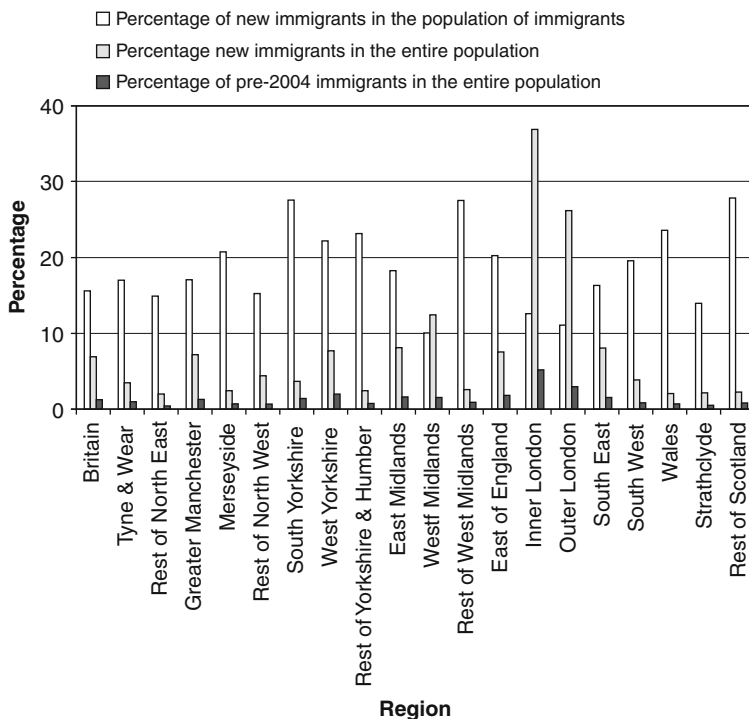 Percentage of new immigrants in the population of immigrants
Percentage new immigrants in the entire population
Percentage of pre-2004 immigrants in the entire population
40
30
20
10
0
Percentage
Britain
Tyne & Wear
Rest of North East
Greater Manchester
Merseyside
Rest of North West
South Yorkshire
West Yorkshire
Rest of Yorkshire & Humber
East Midlands
Westf Midlands
Rest of West Midlands
East of England
Inner London
Outer London
South East
South West
Wales
Strathclyde
Rest of Scotland
Region